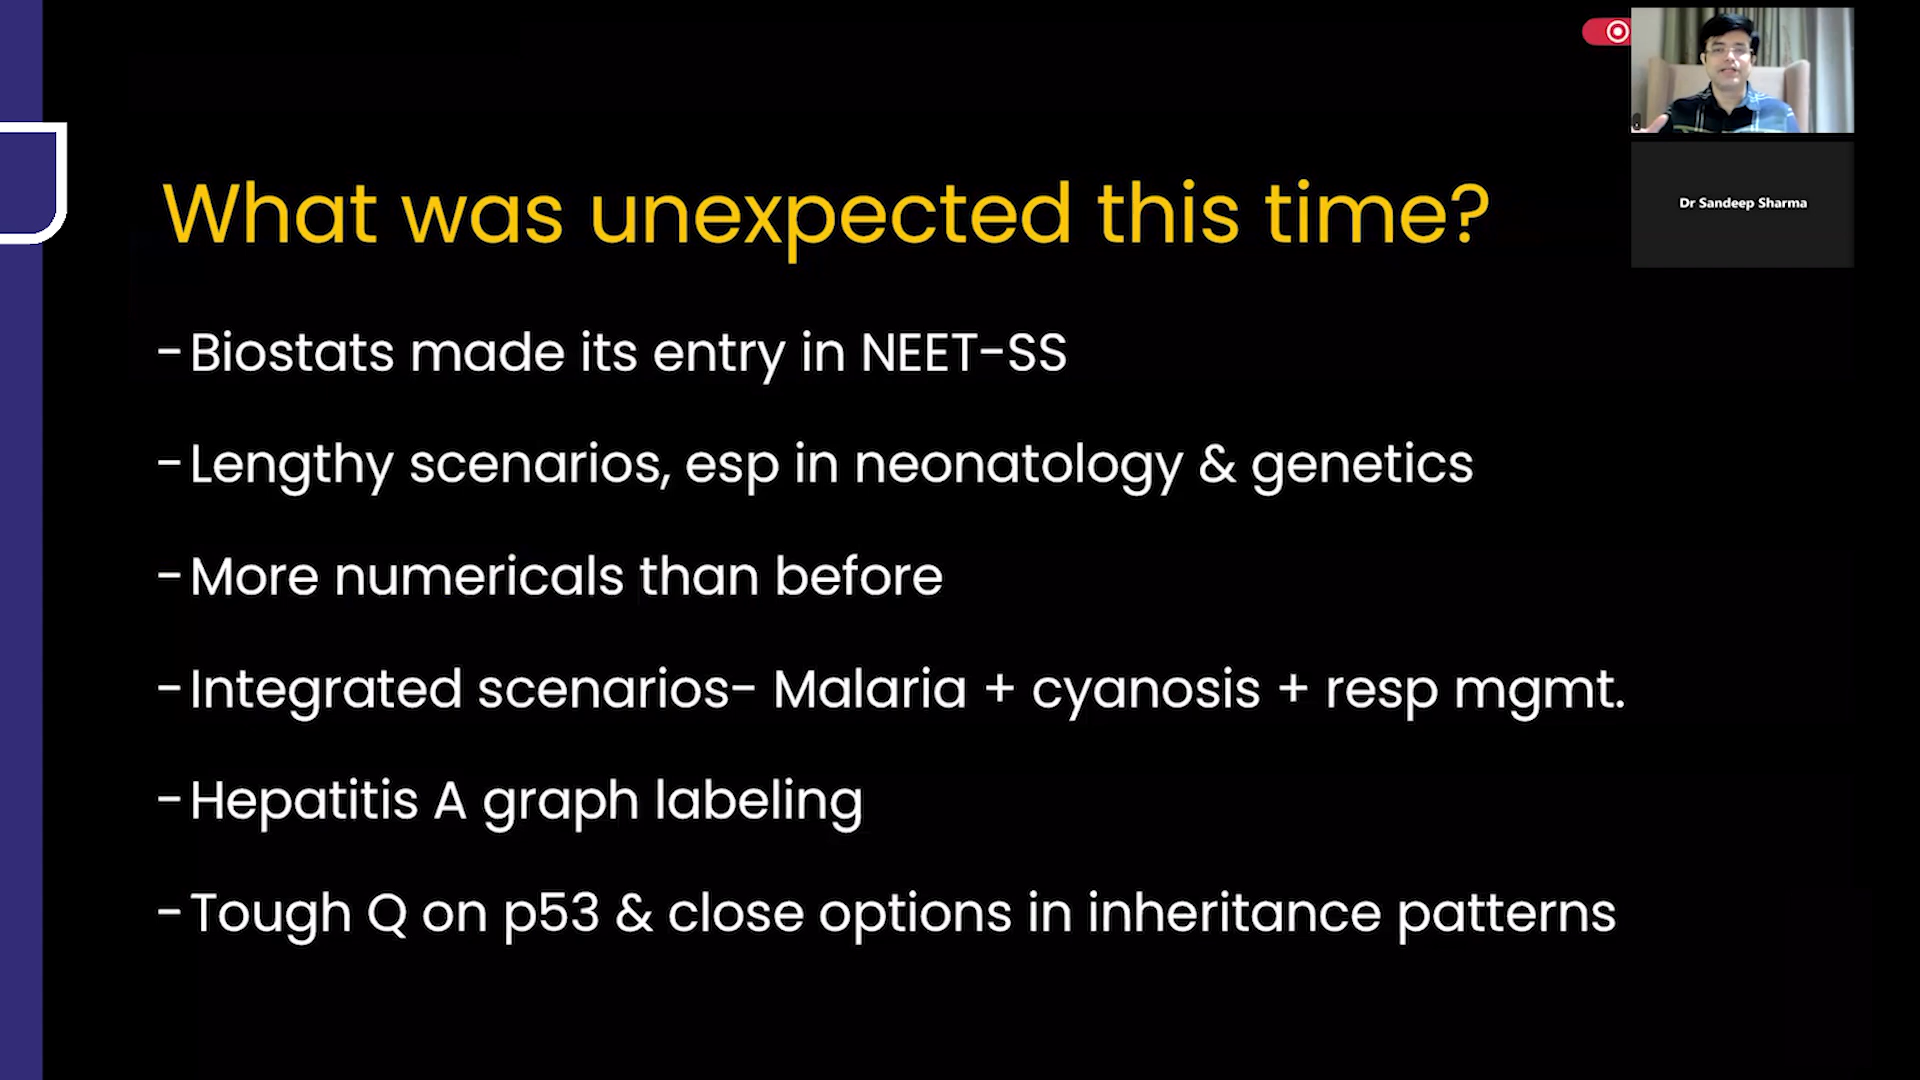 What was unexpected this time?
Dr Sandeep Sharma
-Biostats made its entry in NEET-SS
-Lengthy scenarios, esp in neonatology & genetics
-More numericals than before
-Integrated scenarios- Malaria + cyanosis + resp mgmt.
-Hepatitis A graph labeling
-Tough Q on p53 & close options in inheritance patterns